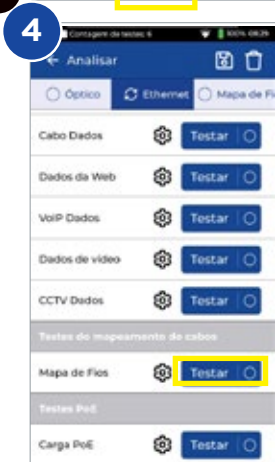 4
Contagem de testes: 6 100% 08:29
Analisar
Óptico Ethernet Mapa de Fi
Cabo Dados Testar
Dados da Web Testar
VoIP Dados Testar
Dados de vídeo Testar
CCTV Dados Testar
Testes de mapeamento de cabos
Mapa de Fios Testar
Testes PoE
Carga PoE Testar